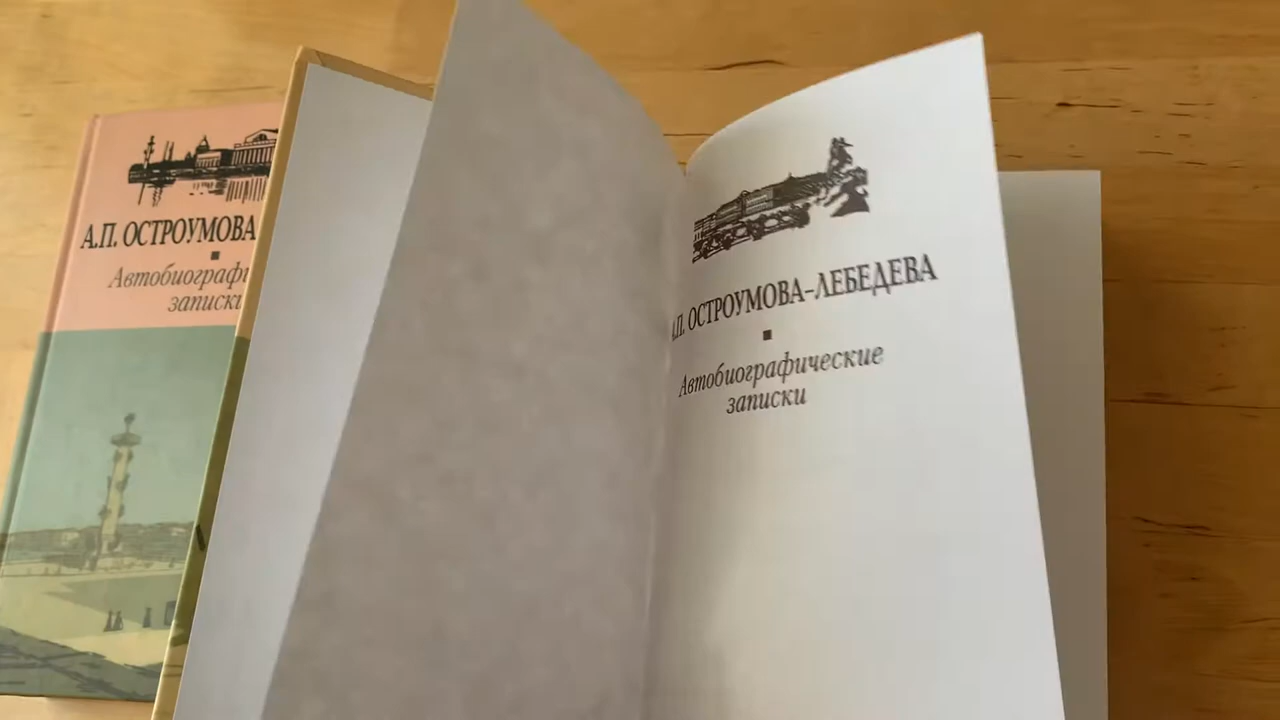 А.П. ОСТРОУМОВА
Автобиографи
записки
А.П. ОСТРОУМОВА-ЛЕБЕДЕВА
Автобиографические
записки